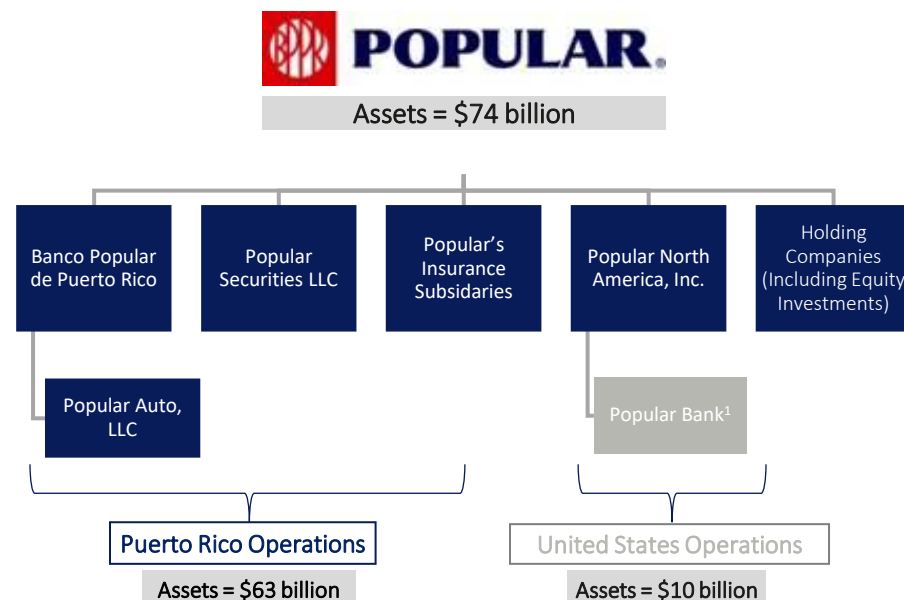 BPPR
POPULAR®
Assets = $74 billion
Banco Popular
de Puerto Rico
Popular
Securities LLC
Popular’s
Insurance
Subsidaries
Popular North
America, Inc.
Holding
Companies
(Including Equity
Investments)
Popular Auto,
LLC
Popular Bank¹
Puerto Rico Operations
United States Operations
Assets = $63 billion
Assets = $10 billion